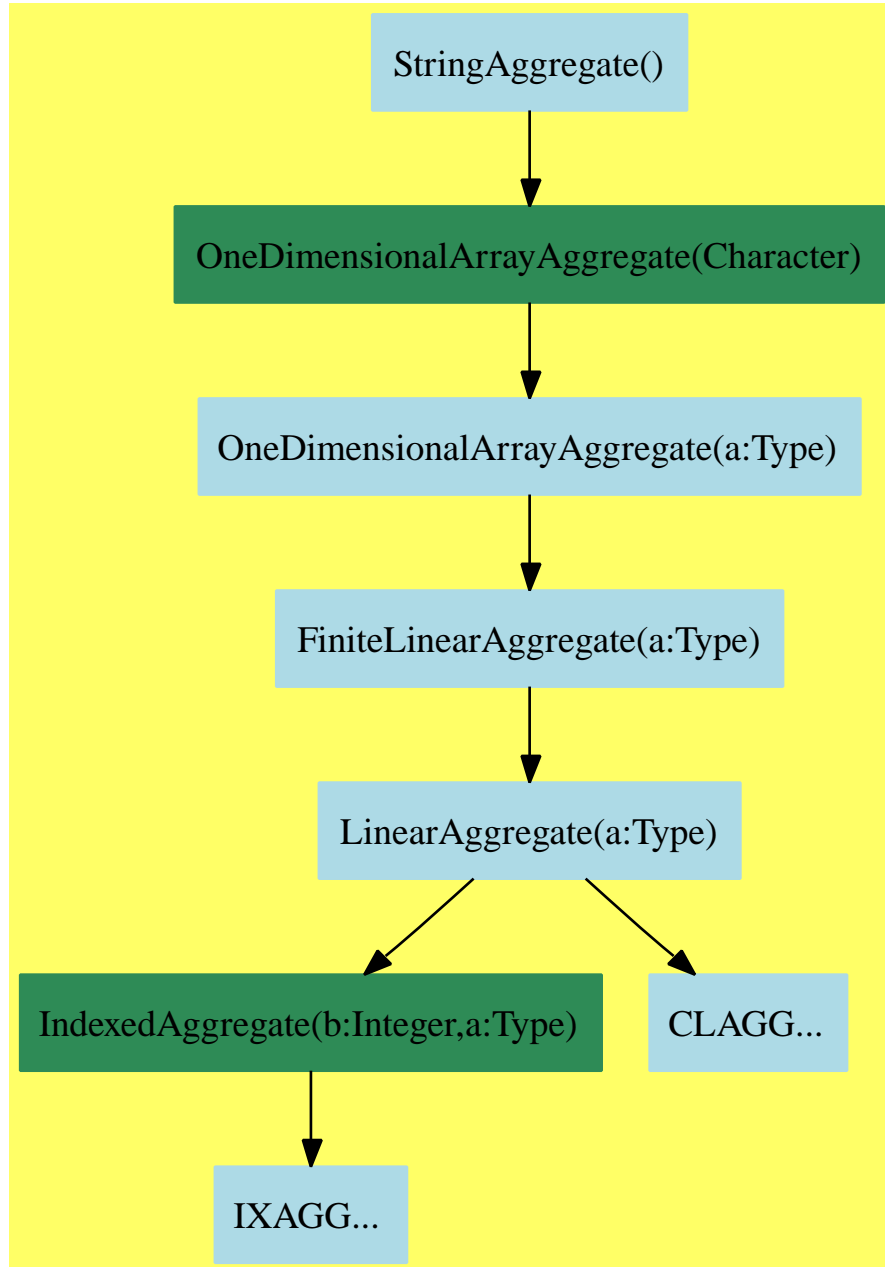 StringAggregate()
OneDimensionalArrayAggregate(Character)
OneDimensionalArrayAggregate(a:Type)
FiniteLinearAggregate(a:Type)
LinearAggregate(a:Type)
IndexedAggregate(b:Integer,a:Type)
CLAGG...
IXAGG...